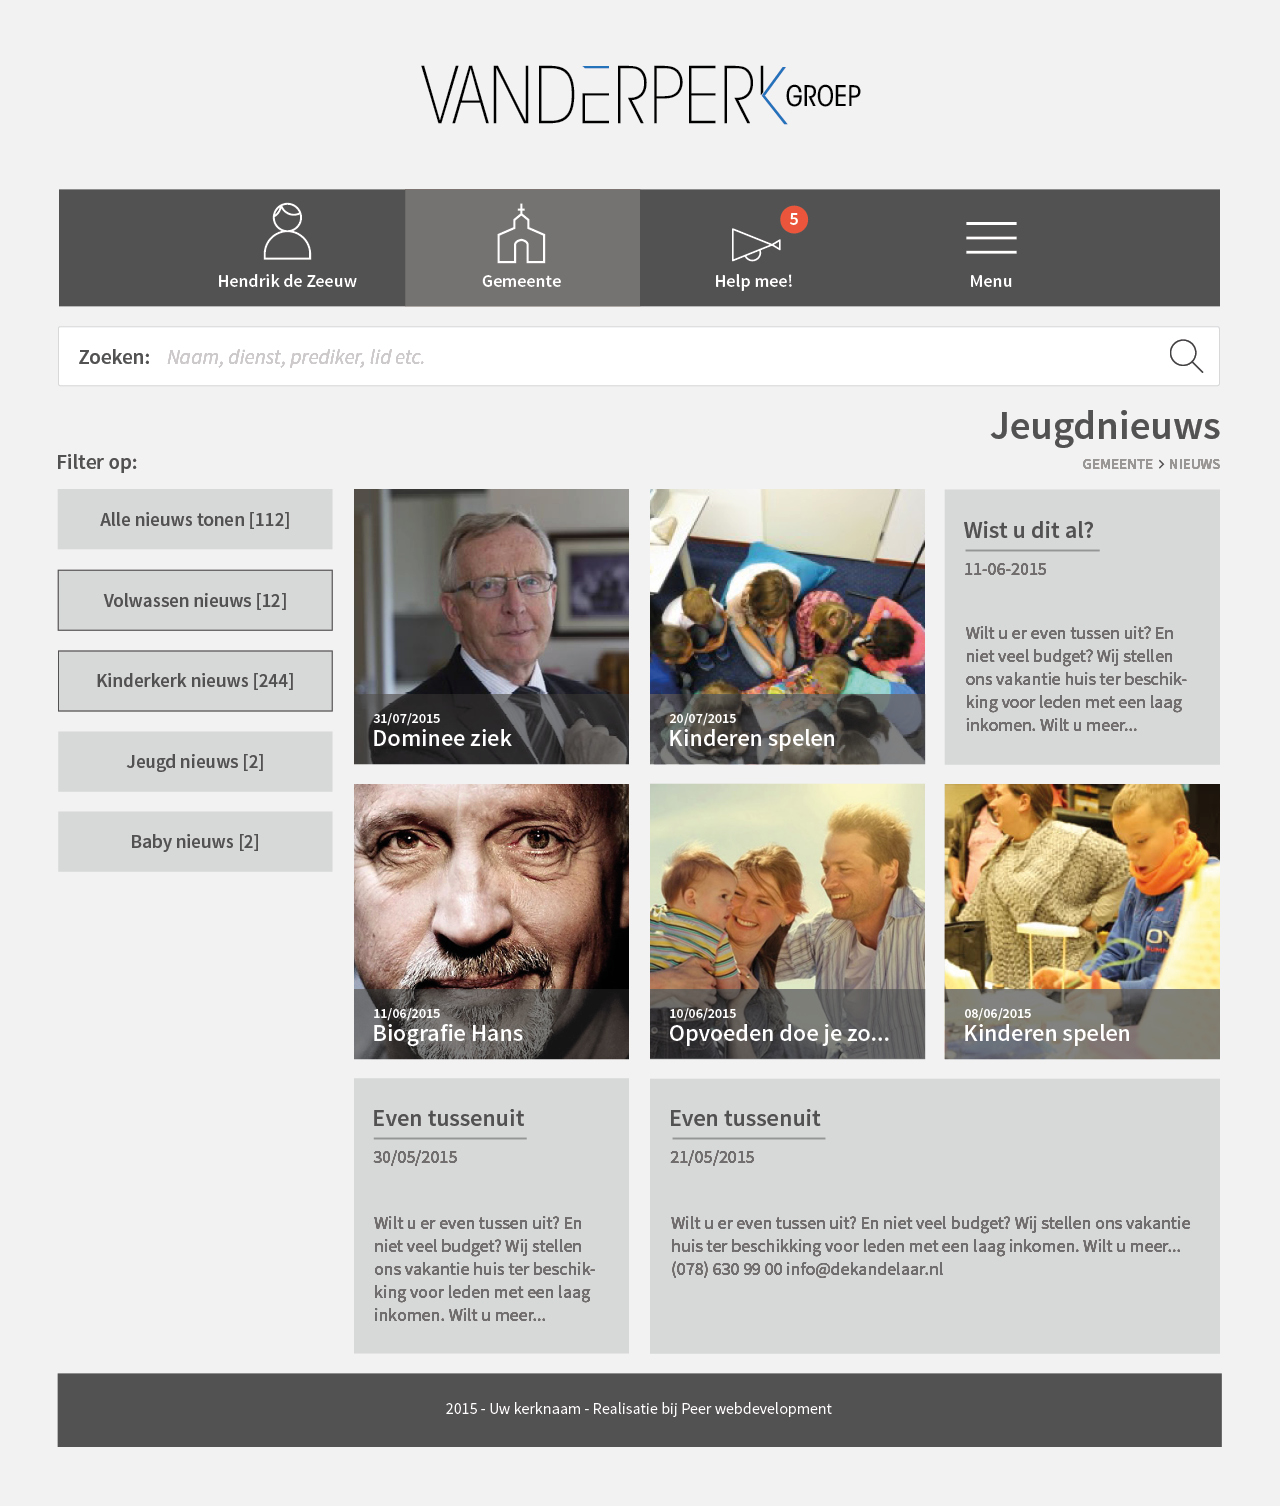 VANDERPERK GROEP
Hendrik de Zeeuw
Gemeente
5
Help mee!
Menu
Zoeken: Naam, dienst, prediker, lid etc.
Jeugdnieuws
GEMEENTE > NIEUWS
Filter op:
Alle nieuws tonen [112]
Volwassen nieuws [12]
Kinderkerk nieuws [244]
Jeugd nieuws [2]
Baby nieuws [2]
31/07/2015
Dominee ziek
20/07/2015
Kinderen spelen
Wist u dit al?
11-06-2015
Wilt u er even tussen uit? En
niet veel budget? Wij stellen
ons vakantie huis ter beschik-
king voor leden met een laag
inkomen. Wilt u meer...
11/06/2015
Biografie Hans
10/06/2015
Opvoeden doe je zo...
08/06/2015
Kinderen spelen
Even tussenuit
30/05/2015
Wilt u er even tussen uit? En
niet veel budget? Wij stellen
ons vakantie huis ter beschik-
king voor leden met een laag
inkomen. Wilt u meer...
Even tussenuit
21/05/2015
Wilt u er even tussen uit? En niet veel budget? Wij stellen ons vakantie
huis ter beschikking voor leden met een laag inkomen. Wilt u meer...
(078) 630 99 00 info@dekandelaar.nl
2015 - Uw kerknaam - Realisatie bij Peer webdevelopment